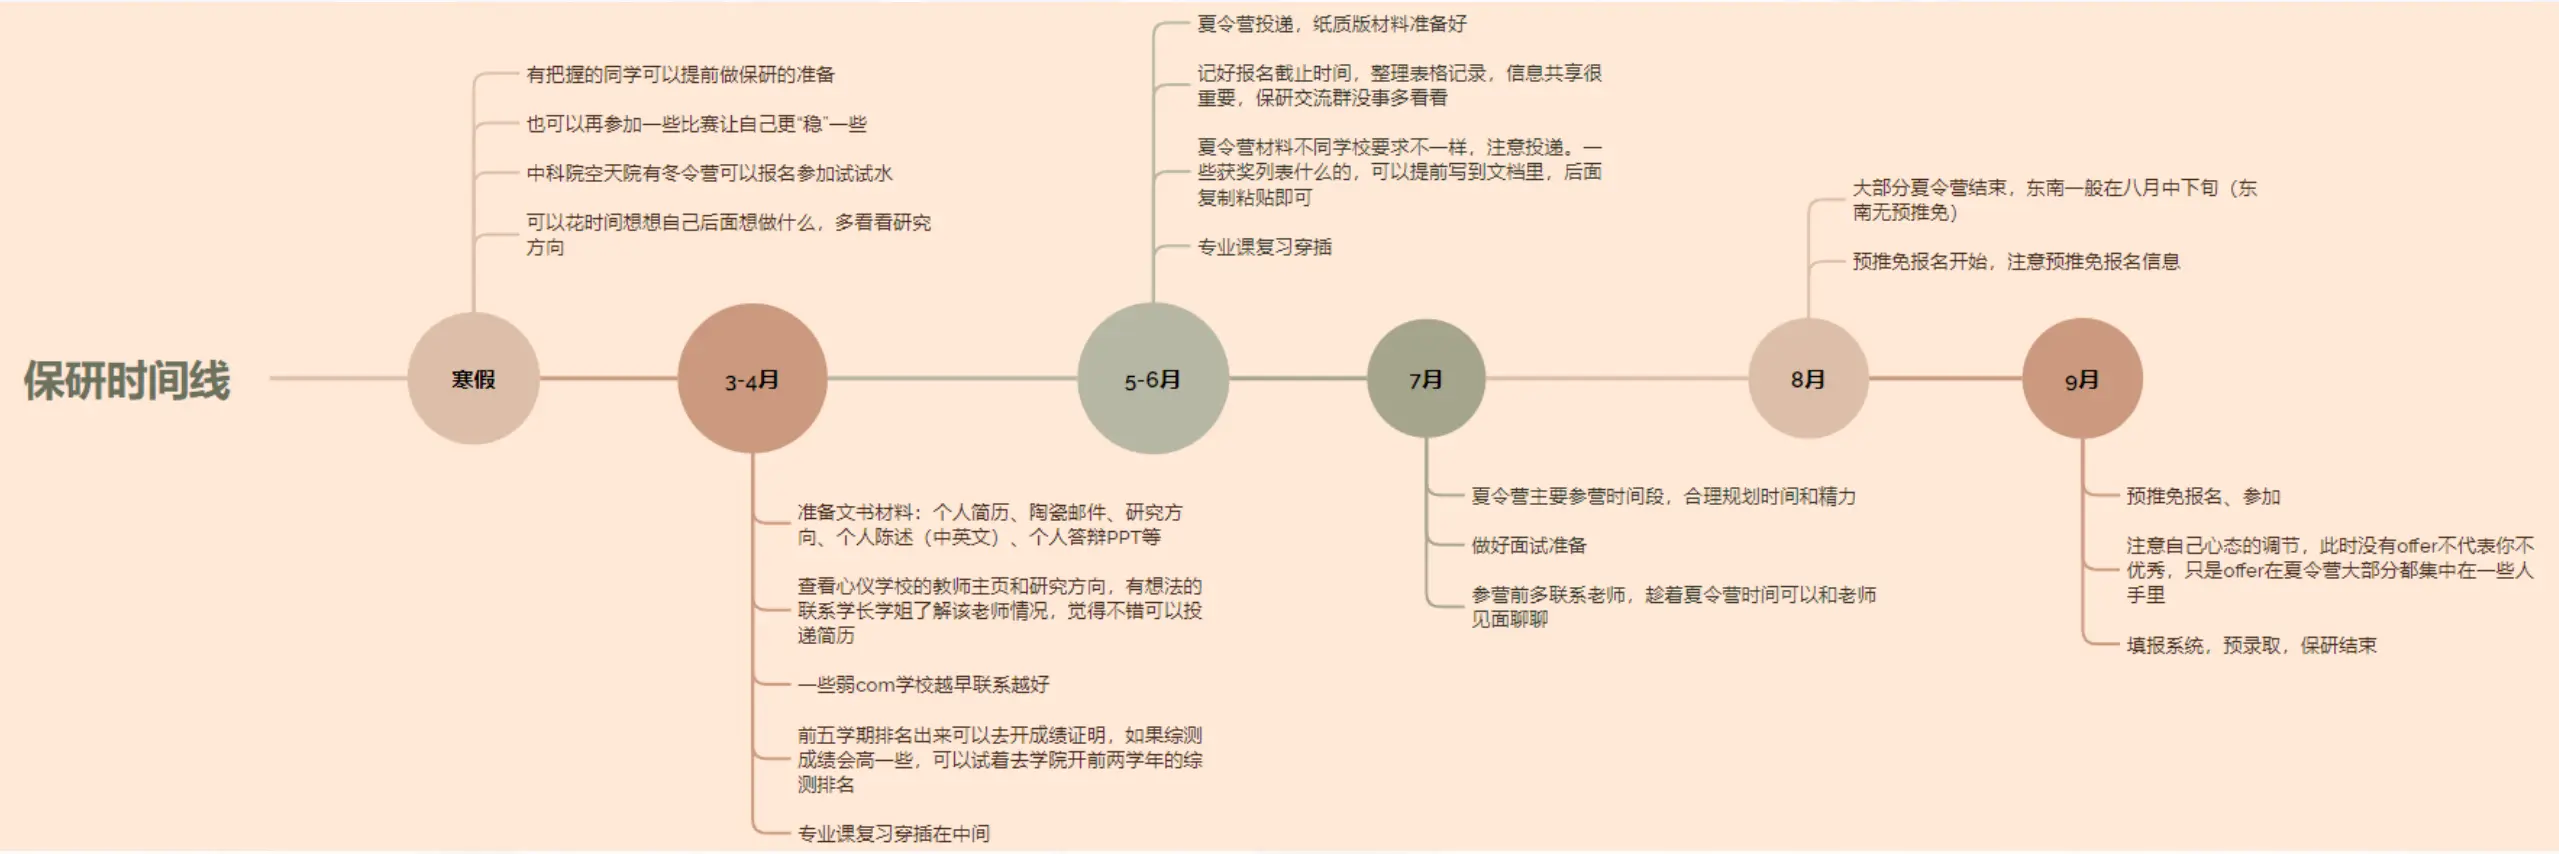 保研时间线
寒假
有把握的同学可以提前做保研的准备
也可以再参加一些比赛让自己更“稳”一些
中科院空天院有冬令营可以报名参加试试水
可以花时间想想自己后面想做什么，多看看研究
方向
3-4月
准备文书材料：个人简历、陶瓷邮件、研究方
向、个人陈述（中英文）、个人答辩PPT等
查看心仪学校的教师主页和研究方向，有想法的
联系学长学姐了解该老师情况，觉得不错可以投
递简历
一些弱com学校越早联系越好
前五学期排名出来可以去开成绩证明，如果综测
成绩会高一些，可以试着去学院开前两学年的综
测排名
专业课复习穿插在中间
5-6月
夏令营投递，纸质版材料准备好
记好报名截止时间，整理表格记录，信息共享很
重要，保研交流群没事多看看
夏令营材料不同学校要求不一样，注意投递。一
些获奖列表什么的，可以提前写到文档里，后面
复制粘贴即可
专业课复习穿插
7月
夏令营主要参营时间段，合理规划时间和精力
做好面试准备
参营前多联系老师，趁着夏令营时间可以和老师
见面聊聊
8月
大部分夏令营结束，东南一般在八月中下旬（东
南无预推免）
预推免报名开始，注意预推免报名信息
9月
预推免报名、参加
注意自己心态的调节，此时没有offer不代表你不
优秀，只是offer在夏令营大部分都集中在一些人
手里
填报系统，预录取，保研结束